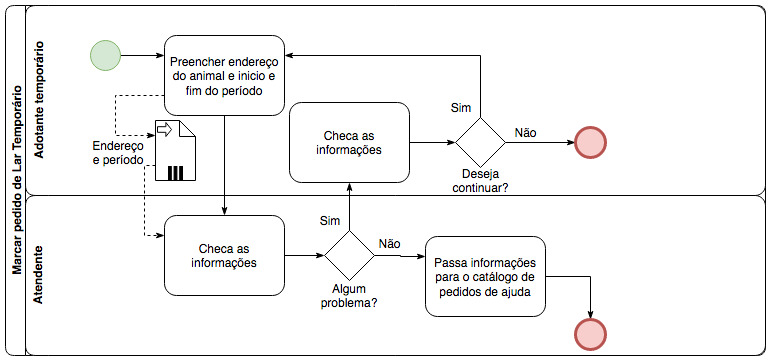 Marcar pedido de Lar Temporário
Adotante temporário
Preencher endereço
do animal e inicio e
fim do período
Endereço
e período
Checa as
informações
Sim
Não
Deseja
continuar?
Atendente
Checa as
informações
Sim
Não
Algum
problema?
Passa informações
para o catálogo de
pedidos de ajuda